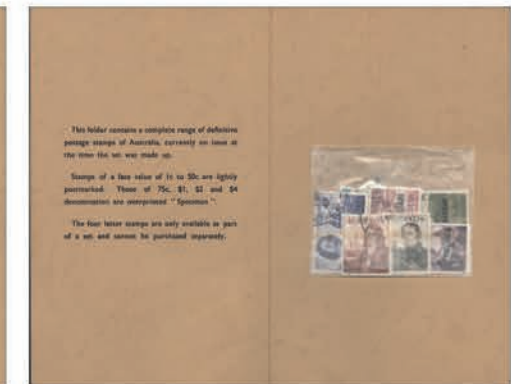 This folder contains a complete range of definitive
postage stamps of Australia, currently on issue at
the time the set was made up.
Stamps of a face value of 1c to 50c are lightly
postmarked. Those of 75c, $1, $2 and $4
denomination are overprinted "Specimen".
The four latter stamps are only available as part
of a set and cannot be purchased separately.